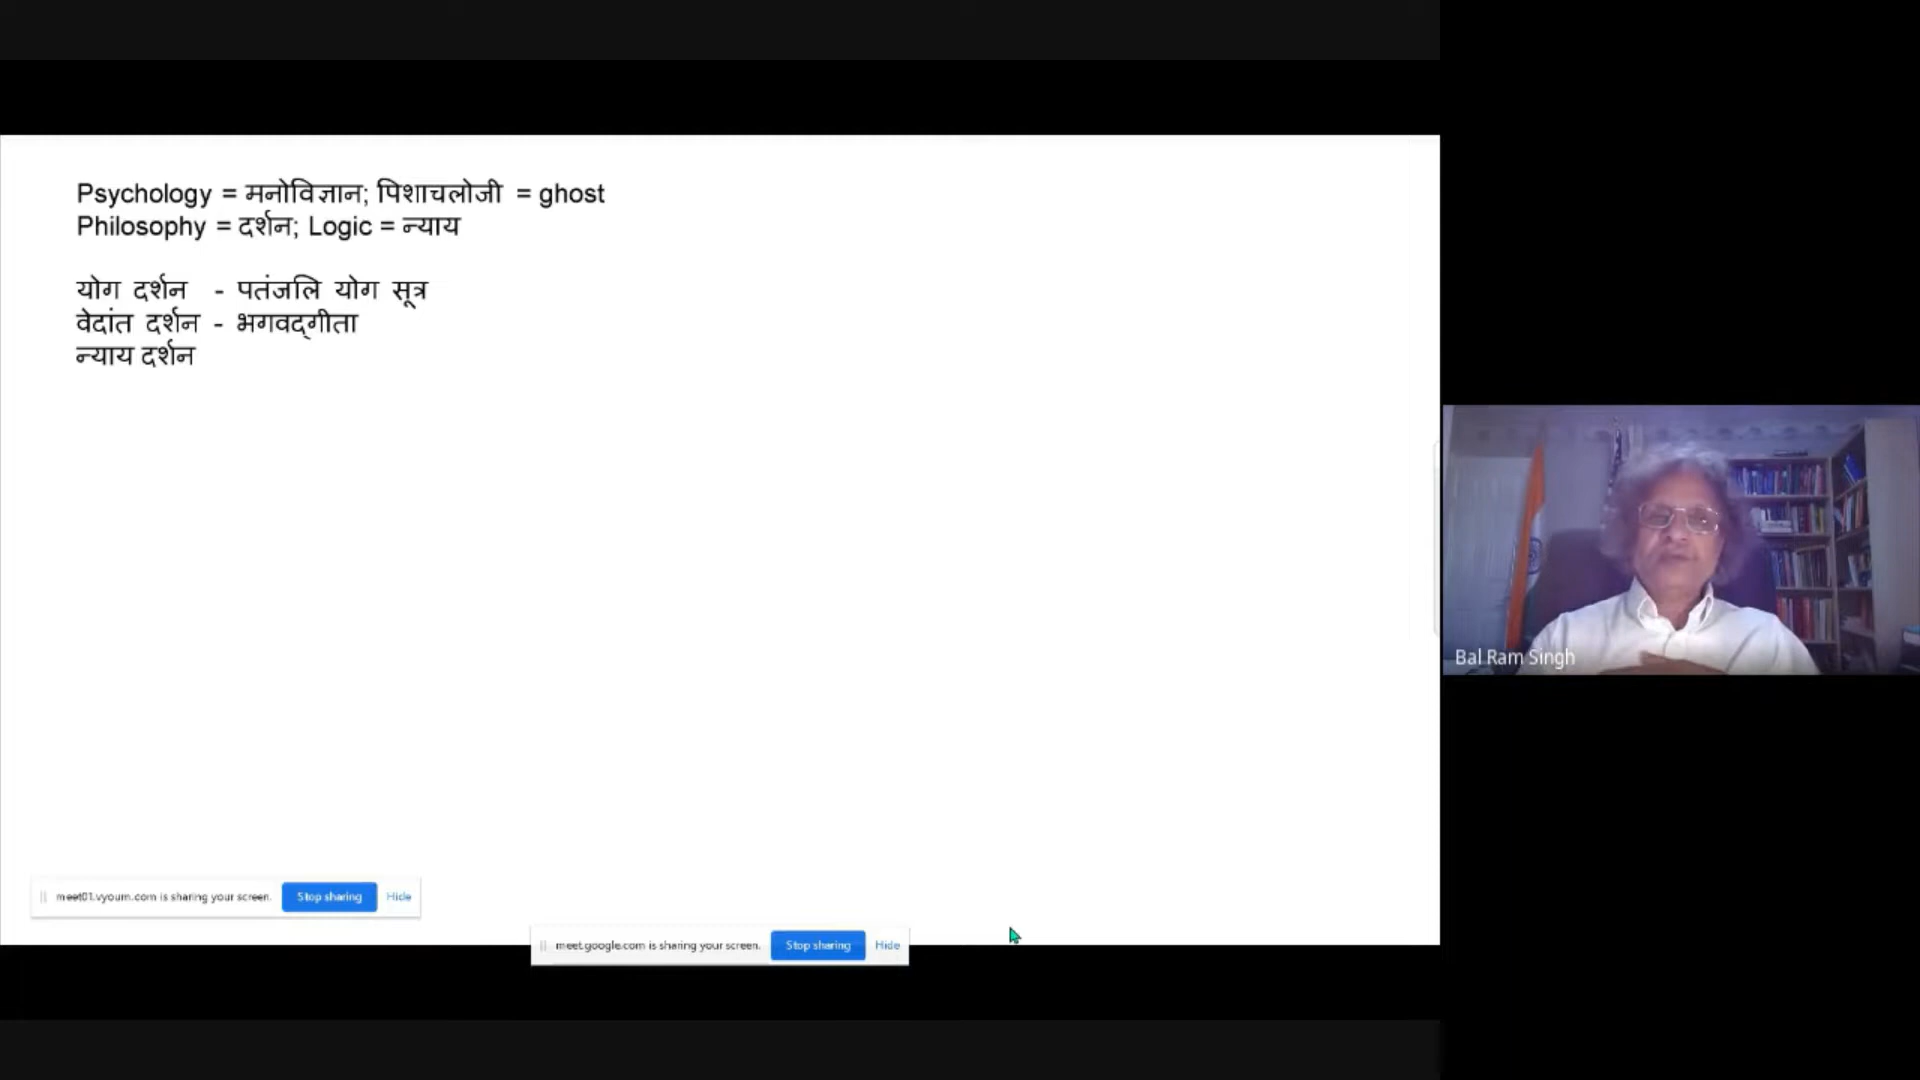 Psychology = मनोविज्ञान; पिशाचलोजी = ghost
Philosophy = दर्शन; Logic = न्याय
योग दर्शन - पतंजलि योग सूत्र
वेदांत दर्शन - भगवद्गीता
न्याय दर्शन
Bal Ram Singh
meet01.vyoum.com is sharing your screen. Stop sharing Hide
meet.google.com is sharing your screen. Stop sharing Hide